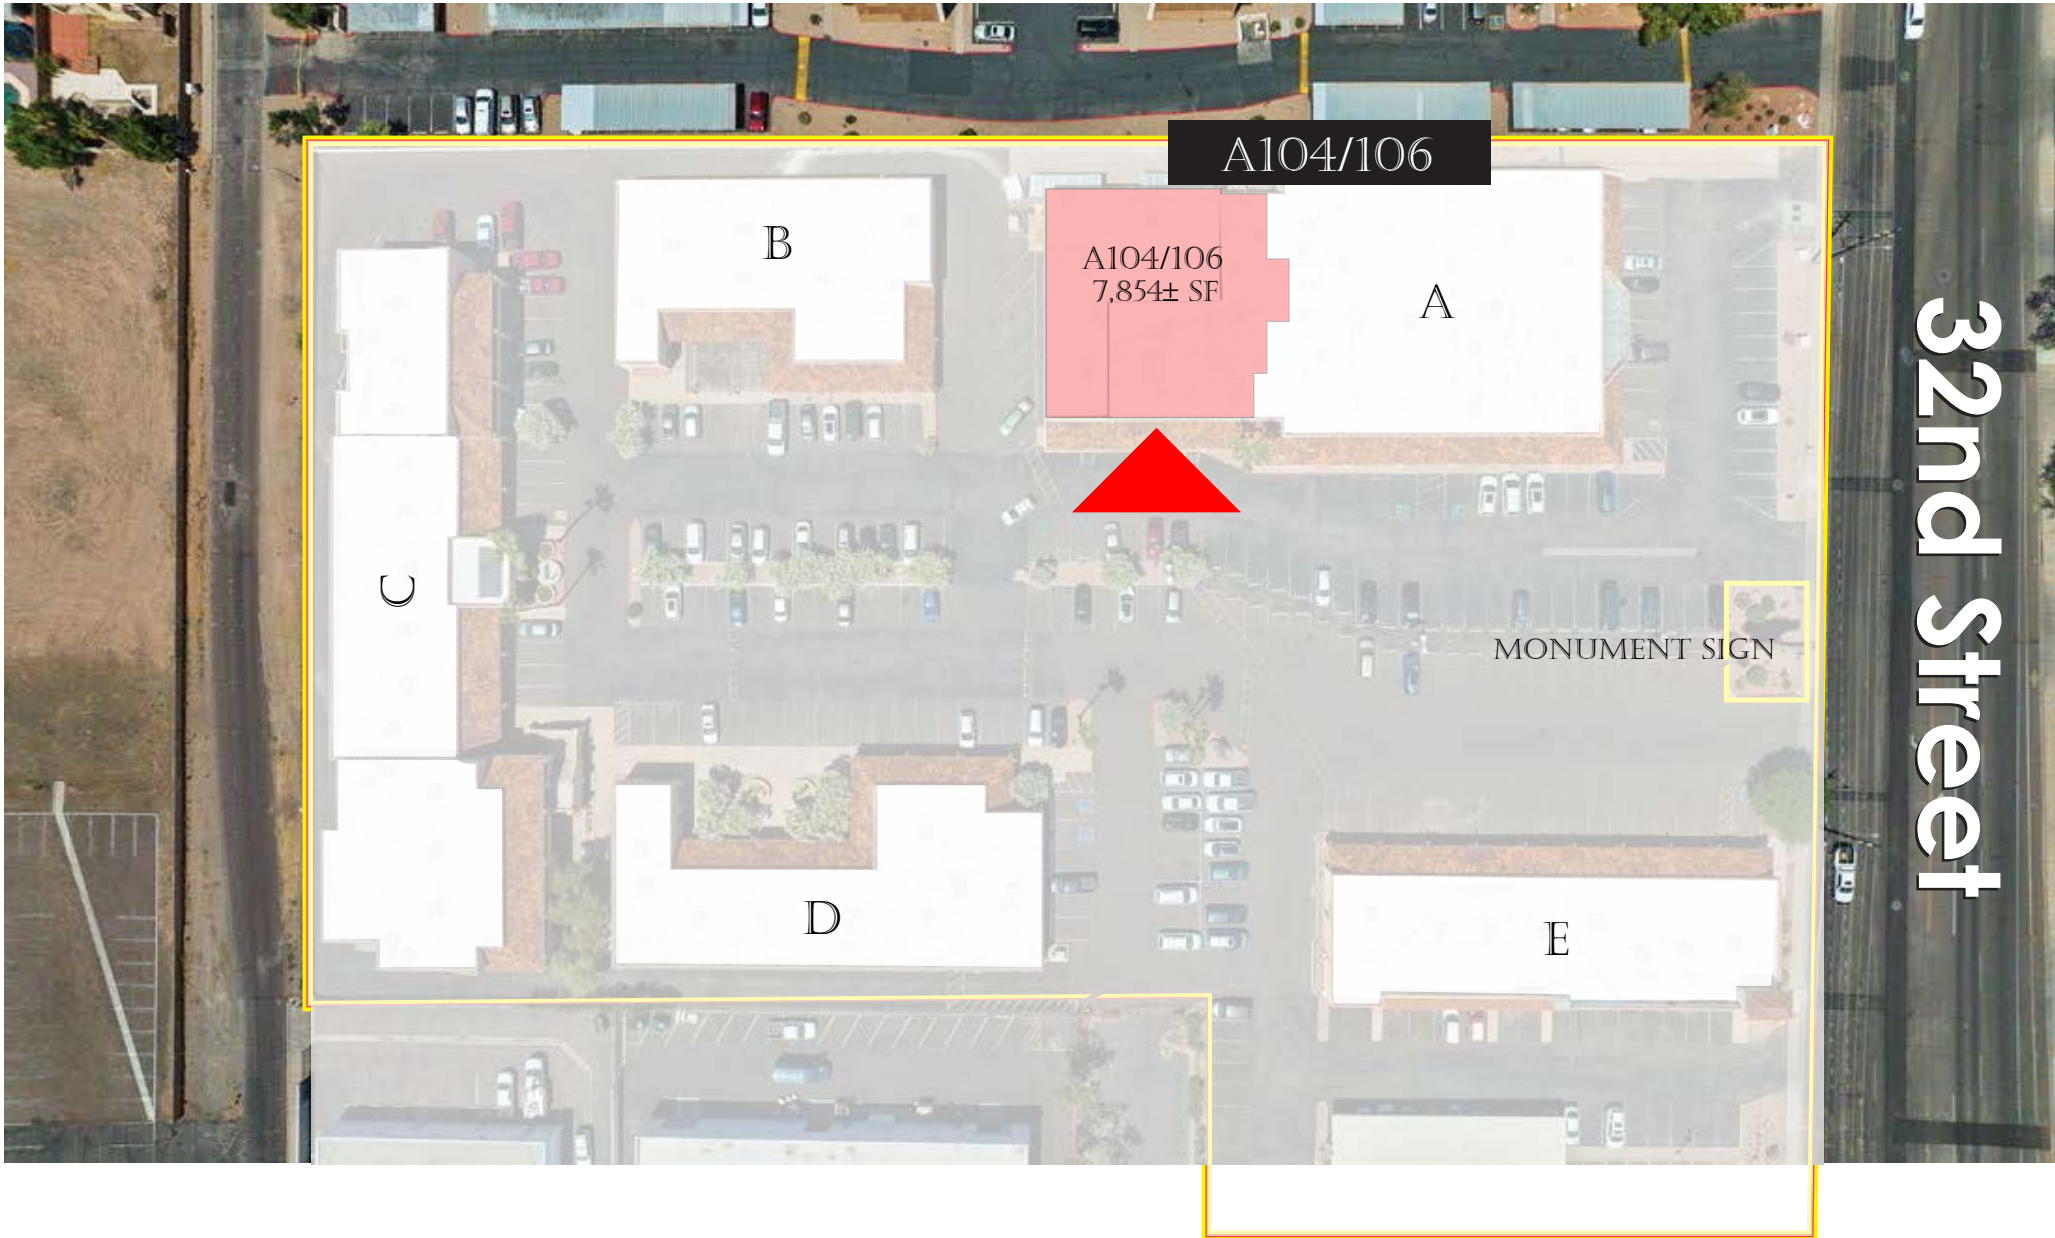 A104/106
B
A104/106
7,854± SF
A
32nd Street
C
MONUMENT SIGN
D
E